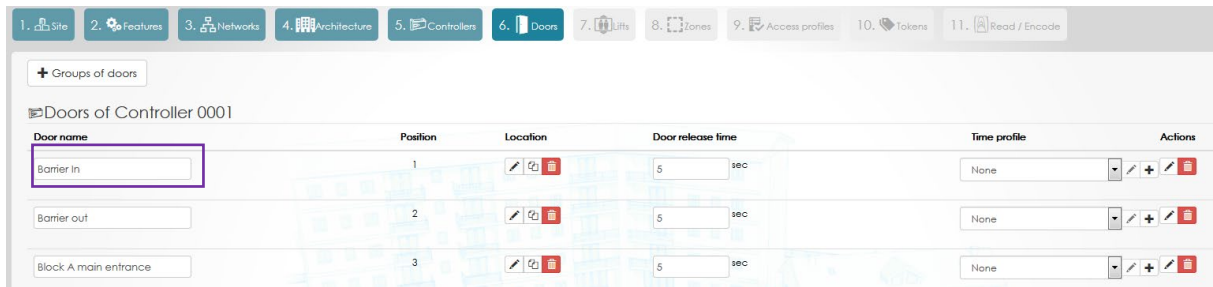 1. Site 2. Features 3. Networks 4. Architecture 5. Controllers 6. Doors 7. Lifts 8. Zones 9. Access profiles 10. Tokens 11. Read / Encode
+ Groups of doors
Doors of Controller 0001
Door name Position Location Door release time Time profile Actions
Barrier In 1 5 sec None
Barrier out 2 5 sec None
Block A main entrance 3 5 sec None